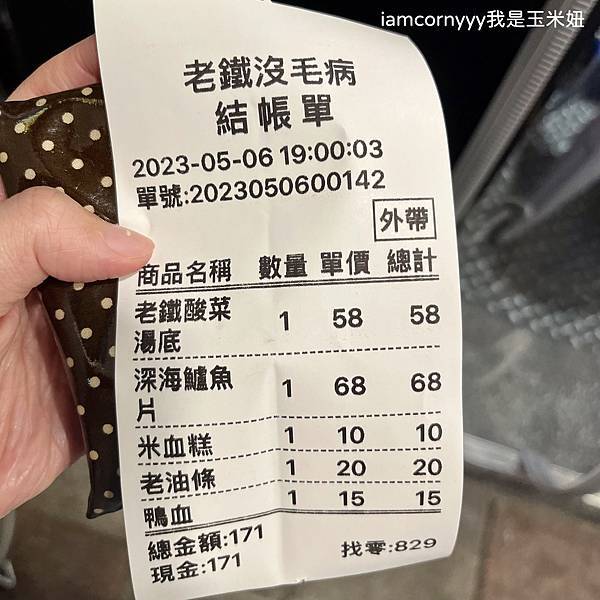 iamcornyyy我是玉米妞
老鐵沒毛病
結帳單
2023-05-06 19:00:03
單號:2023050600142
外帶
商品名稱 數量 單價 總計
老鐵酸菜湯底 1 58 58
深海鱸魚片 1 68 68
米血糕 1 10 10
老油條 1 20 20
鴨血 1 15 15
總金額:171
現金:171 找零:829